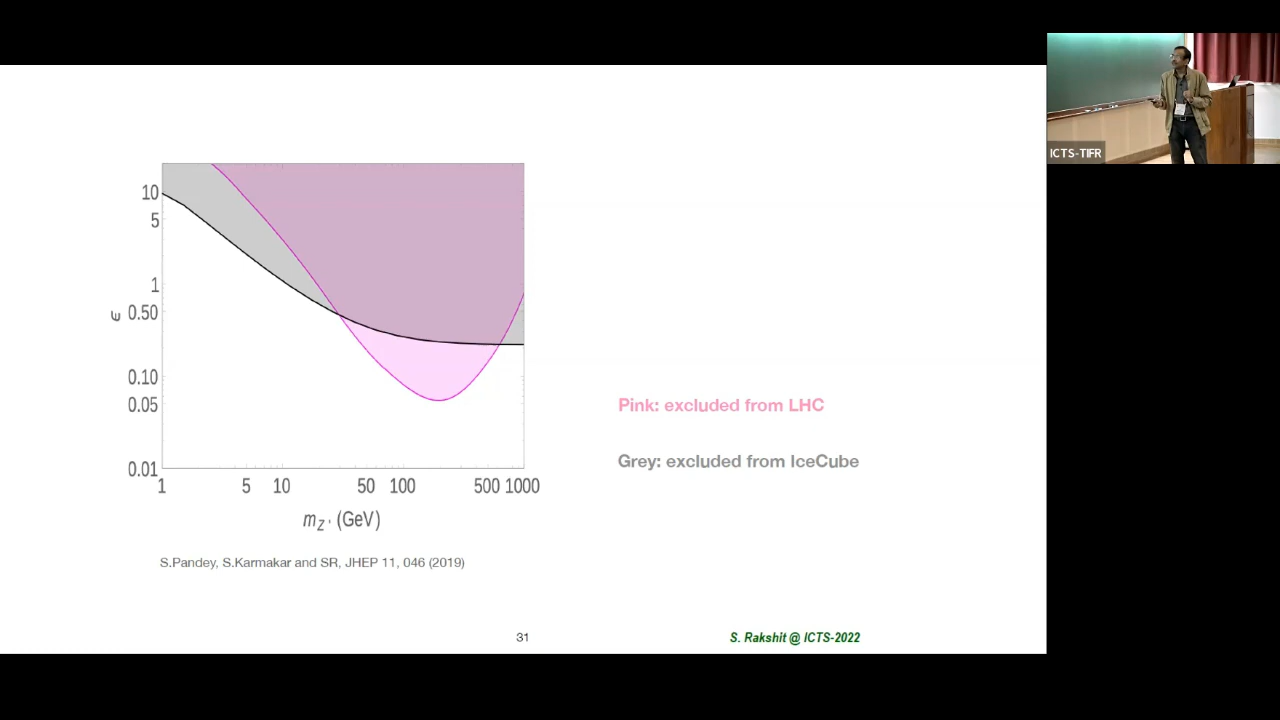 ICTS-TIFR
10
5
1
0.50
ϵ
0.10
0.05
0.01
1 5 10 50 100 500 1000
m_Z' (GeV)
Pink: excluded from LHC
Grey: excluded from IceCube
S.Pandey, S.Karmakar and SR, JHEP 11, 046 (2019)
31
S. Rakshit @ ICTS-2022